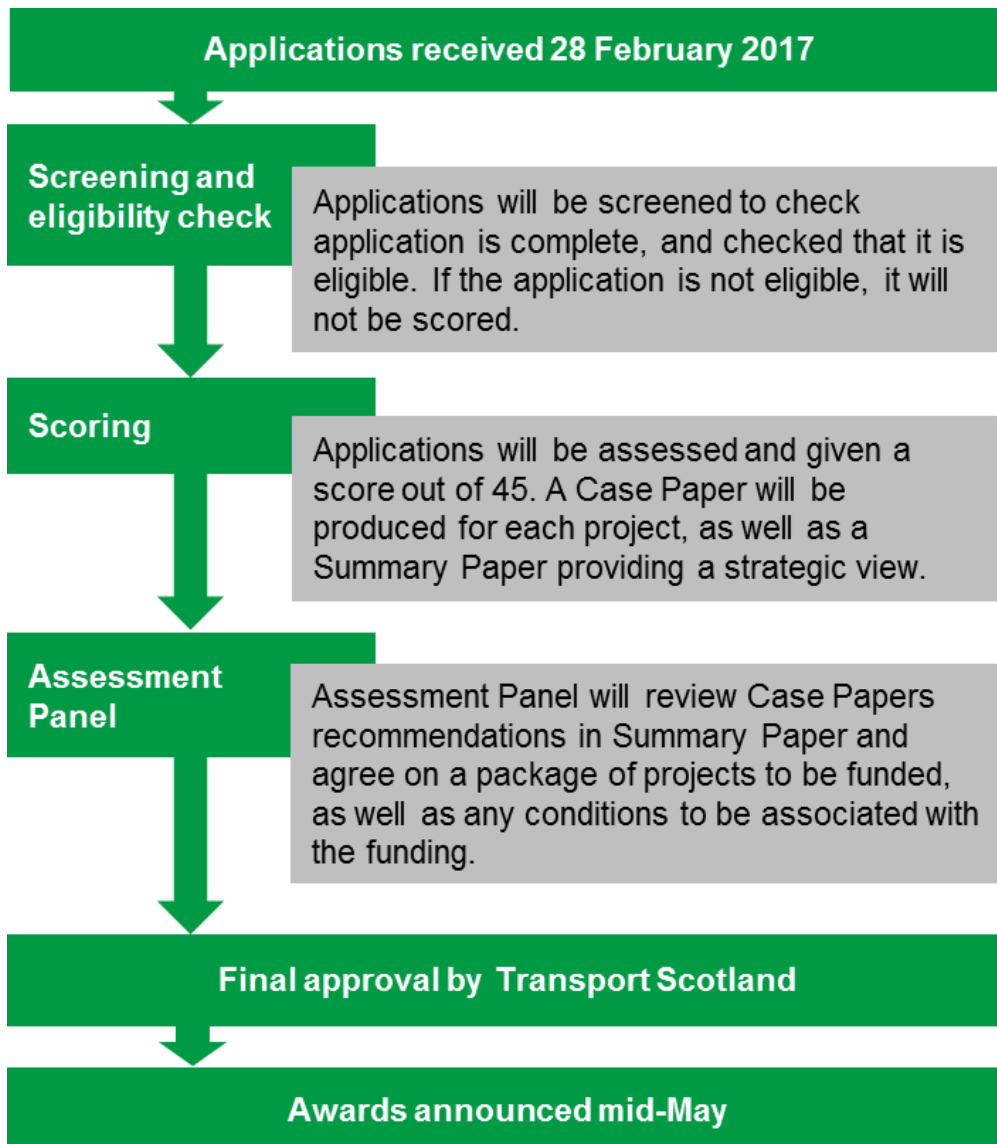 Applications received 28 February 2017
Screening and
eligibility check
Applications will be screened to check
application is complete, and checked that it is
eligible. If the application is not eligible, it will
not be scored.
Scoring
Applications will be assessed and given a
score out of 45. A Case Paper will be
produced for each project, as well as a
Summary Paper providing a strategic view.
Assessment
Panel
Assessment Panel will review Case Papers
recommendations in Summary Paper and
agree on a package of projects to be funded,
as well as any conditions to be associated with
the funding.
Final approval by Transport Scotland
Awards announced mid-May